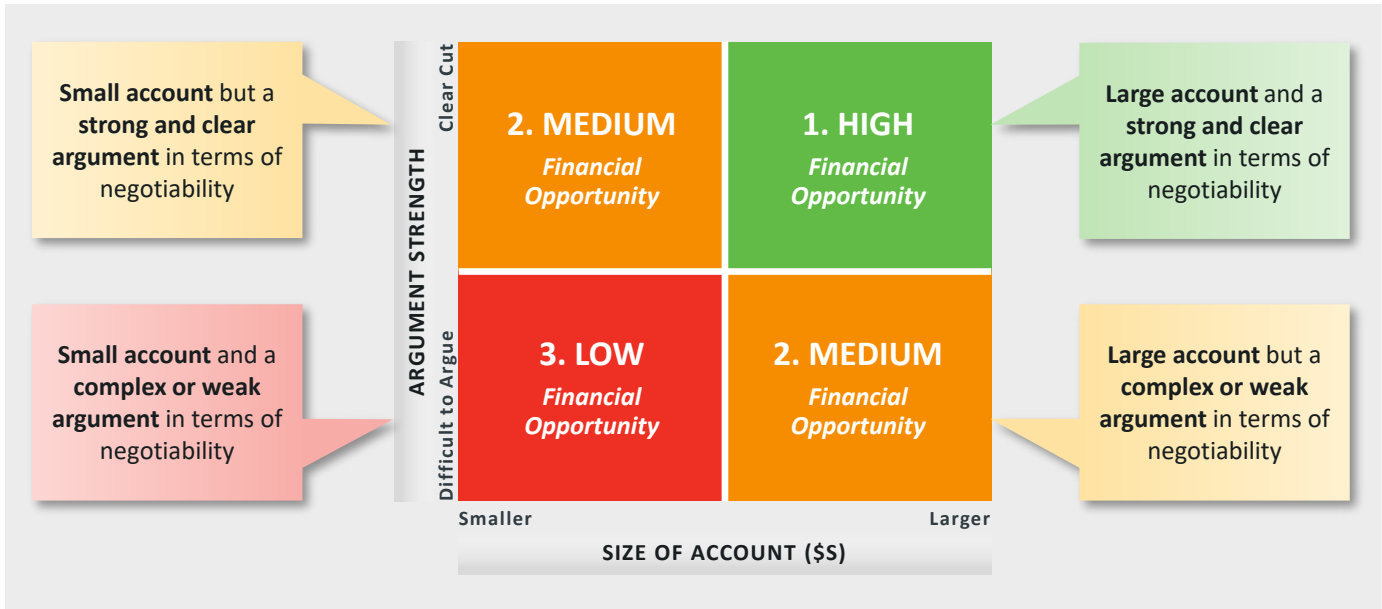 Small account but a
strong and clear
argument in terms of
negotiability
Small account and a
complex or weak
argument in terms of
negotiability
ARGUMENT STRENGTH
Clear Cut
Difficult to Argue
2. MEDIUM
Financial
Opportunity
1. HIGH
Financial
Opportunity
3. LOW
Financial
Opportunity
2. MEDIUM
Financial
Opportunity
Smaller
Larger
SIZE OF ACCOUNT ($S)
Large account and a
strong and clear
argument in terms of
negotiability
Large account but a
complex or weak
argument in terms of
negotiability